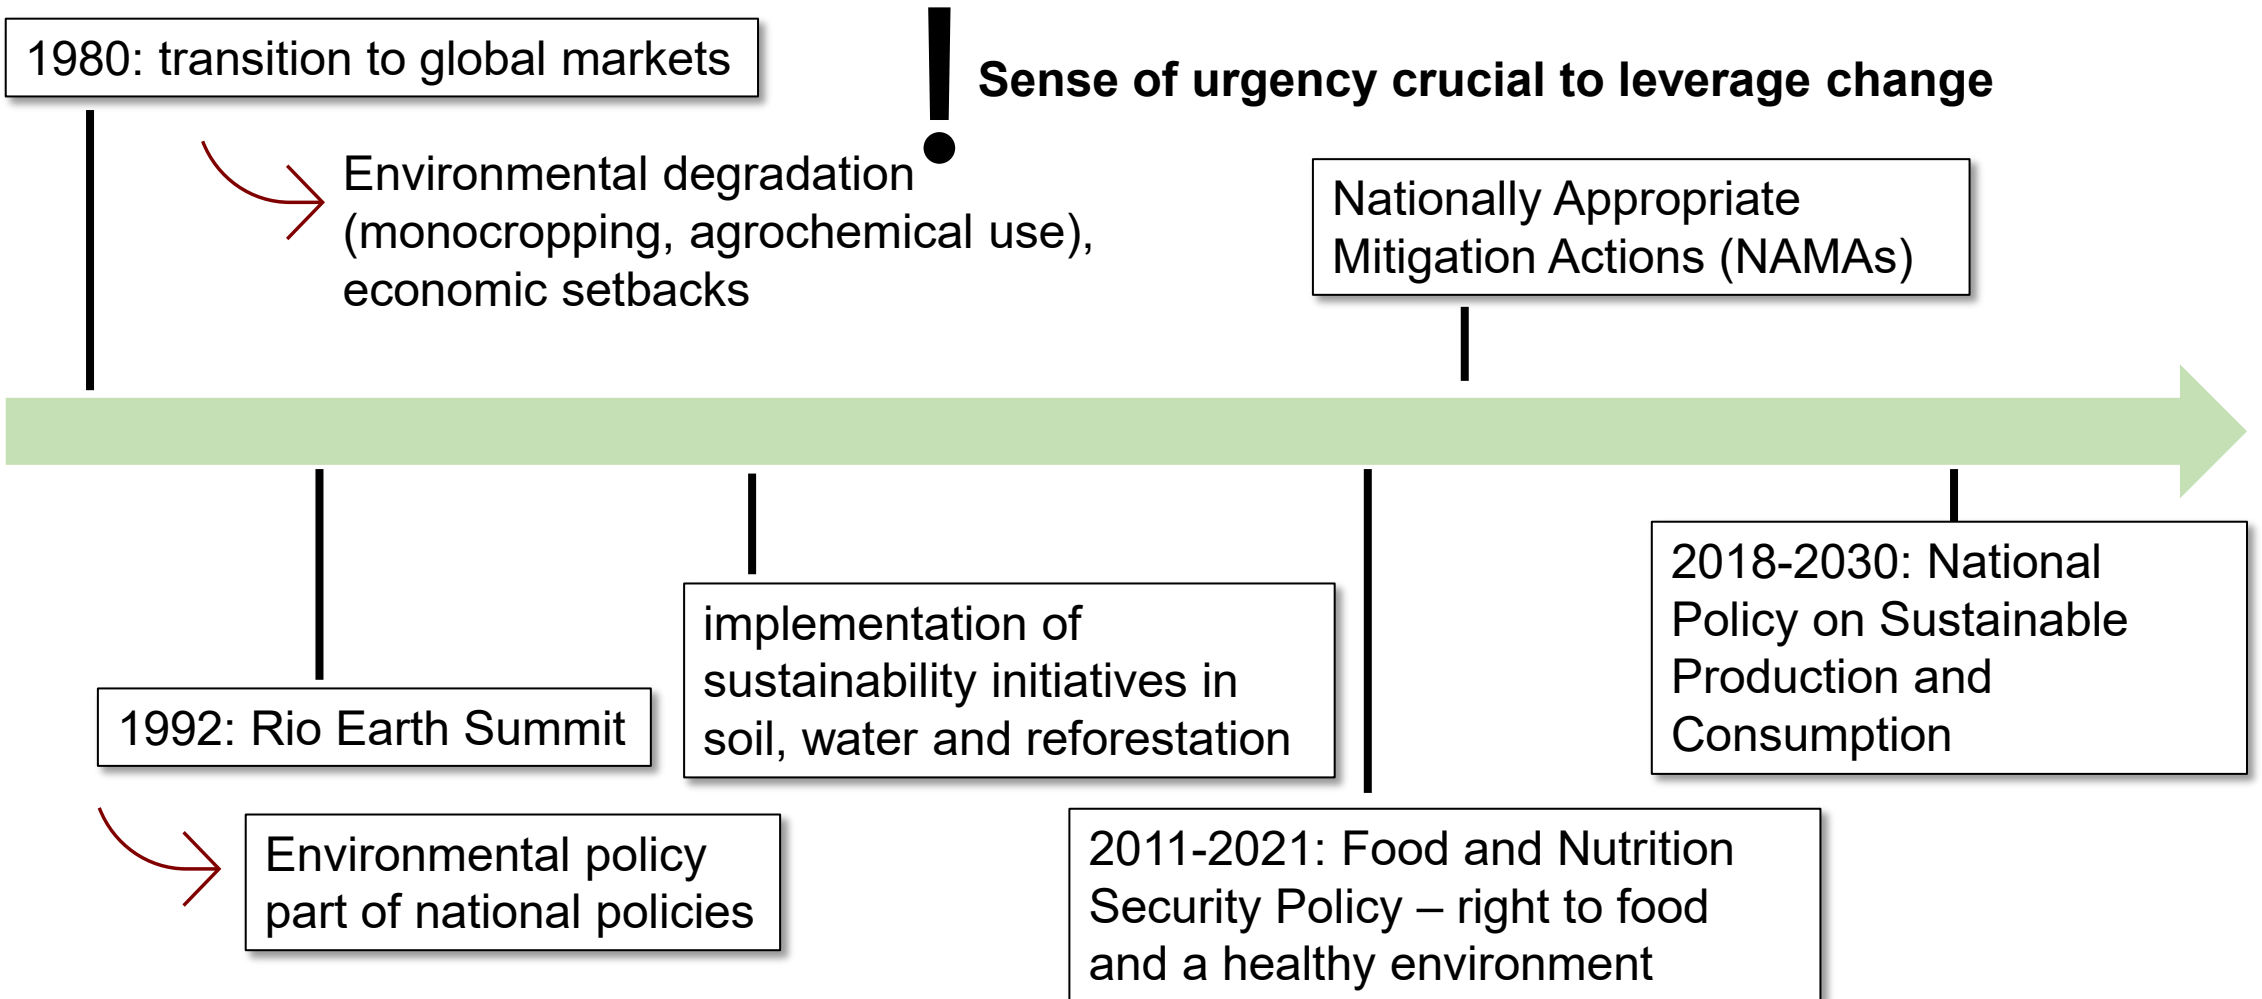 1980: transition to global markets
!
Sense of urgency crucial to leverage change
Environmental degradation
(monocropping, agrochemical use),
economic setbacks
Nationally Appropriate
Mitigation Actions (NAMAs)
1992: Rio Earth Summit
Environmental policy
part of national policies
implementation of
sustainability initiatives in
soil, water and reforestation
2011-2021: Food and Nutrition
Security Policy – right to food
and a healthy environment
2018-2030: National
Policy on Sustainable
Production and
Consumption